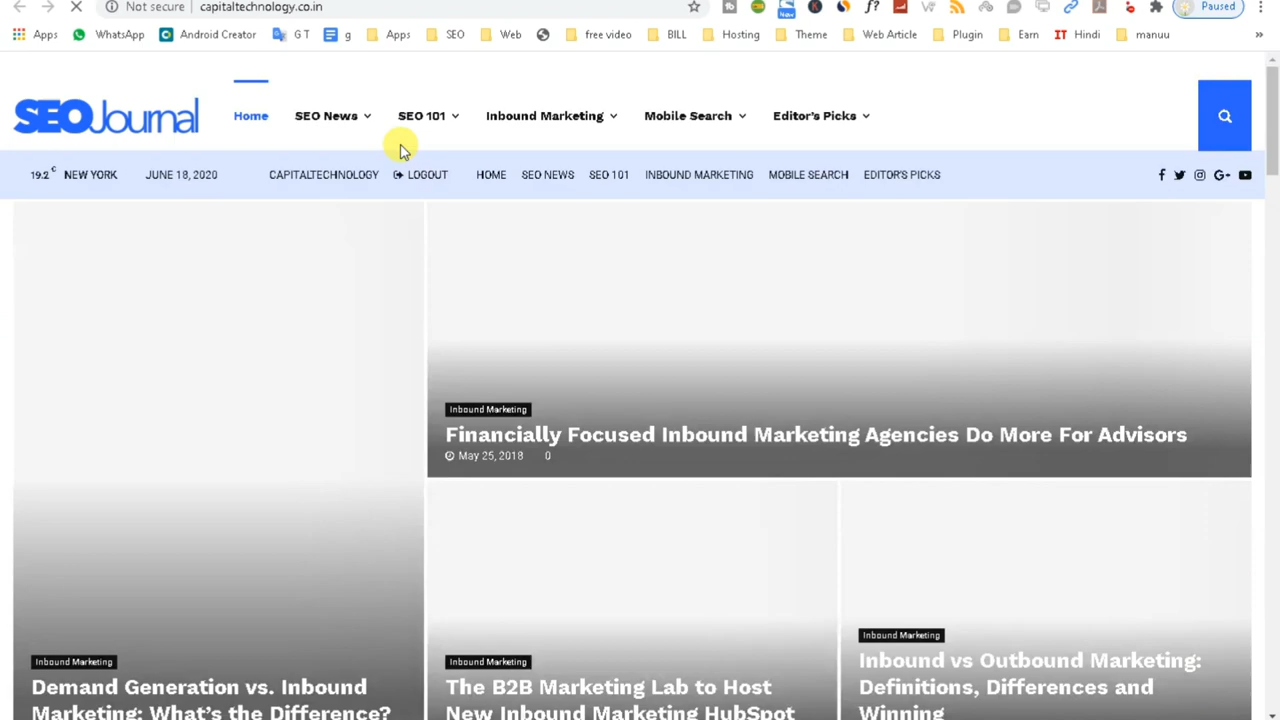 Not secure capitaltechnology.co.in Paused
Apps WhatsApp Android Creator G T g Apps SEO Web free video BILL Hosting Theme Web Article Plugin Earn IT Hindi manuu »
SEOJournal Home SEO News SEO 101 Inbound Marketing Mobile Search Editor's Picks
19.2 C NEW YORK JUNE 18, 2020 CAPITALTECHNOLOGY LOGOUT HOME SEO NEWS SEO 101 INBOUND MARKETING MOBILE SEARCH EDITOR'S PICKS
Inbound Marketing
Financially Focused Inbound Marketing Agencies Do More For Advisors
May 25, 2018 0
Inbound Marketing
Demand Generation vs. Inbound
Marketing: What's the Difference?
Inbound Marketing
The B2B Marketing Lab to Host
New Inbound Marketing HubSpot
Inbound Marketing
Inbound vs Outbound Marketing:
Definitions, Differences and
Winning